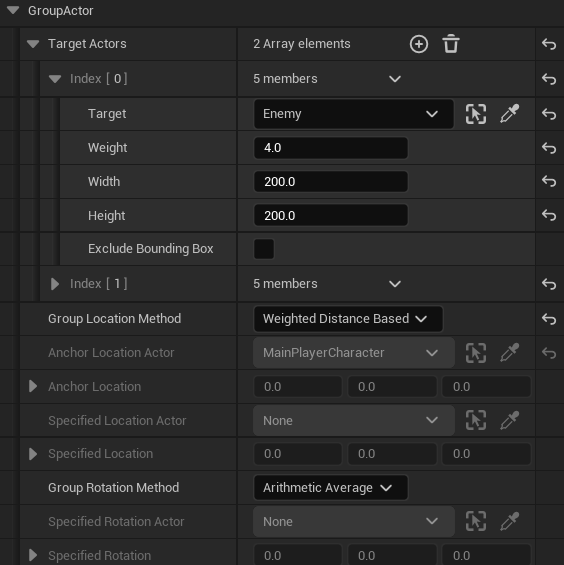 GroupActor
Target Actors 2 Array elements
Index [ 0 ] 5 members
Target Enemy
Weight 4.0
Width 200.0
Height 200.0
Exclude Bounding Box
Index [ 1 ] 5 members
Group Location Method Weighted Distance Based
Anchor Location Actor MainPlayerCharacter
Anchor Location 0.0 0.0 0.0
Specified Location Actor None
Specified Location 0.0 0.0 0.0
Group Rotation Method Arithmetic Average
Specified Rotation Actor None
Specified Rotation 0.0 0.0 0.0